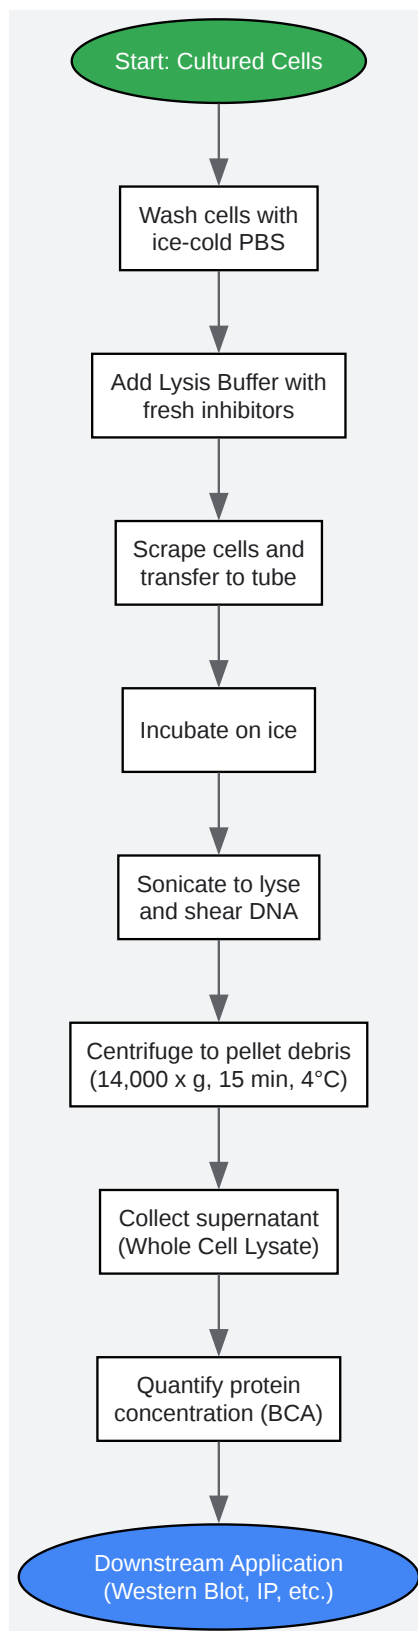 Start: Cultured Cells
Wash cells with
ice-cold PBS
Add Lysis Buffer with
fresh inhibitors
Scrape cells and
transfer to tube
Incubate on ice
Sonicate to lyse
and shear DNA
Centrifuge to pellet debris
(14,000 x g, 15 min, 4°C)
Collect supernatant
(Whole Cell Lysate)
Quantify protein
concentration (BCA)
Downstream Application
(Western Blot, IP, etc.)